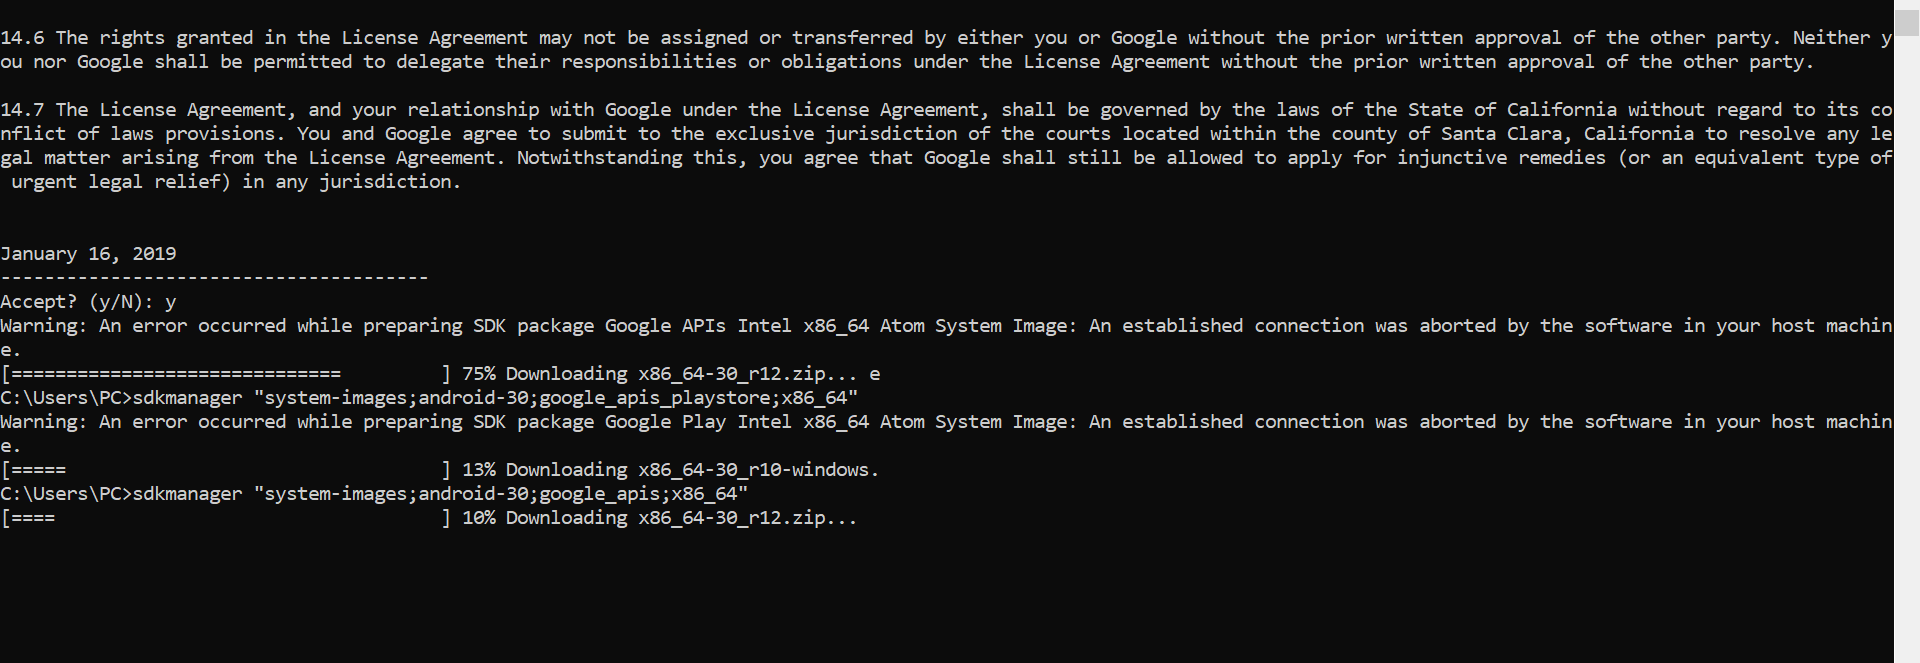 14.6 The rights granted in the License Agreement may not be assigned or transferred by either you or Google without the prior written approval of the other party. Neither y
ou nor Google shall be permitted to delegate their responsibilities or obligations under the License Agreement without the prior written approval of the other party.
14.7 The License Agreement, and your relationship with Google under the License Agreement, shall be governed by the laws of the State of California without regard to its co
nflict of laws provisions. You and Google agree to submit to the exclusive jurisdiction of the courts located within the county of Santa Clara, California to resolve any le
gal matter arising from the License Agreement. Notwithstanding this, you agree that Google shall still be allowed to apply for injunctive remedies (or an equivalent type of
 urgent legal relief) in any jurisdiction.
January 16, 2019
---------------------------------------
Accept? (y/N): y
Warning: An error occurred while preparing SDK package Google APIs Intel x86_64 Atom System Image: An established connection was aborted by the software in your host machin
e.
[==============================         ] 75% Downloading x86_64-30_r12.zip... e
C:\Users\PC>sdkmanager "system-images;android-30;google_apis_playstore;x86_64"
Warning: An error occurred while preparing SDK package Google Play Intel x86_64 Atom System Image: An established connection was aborted by the software in your host machin
e.
[=====                                  ] 13% Downloading x86_64-30_r10-windows.
C:\Users\PC>sdkmanager "system-images;android-30;google_apis;x86_64"
[====                                   ] 10% Downloading x86_64-30_r12.zip...